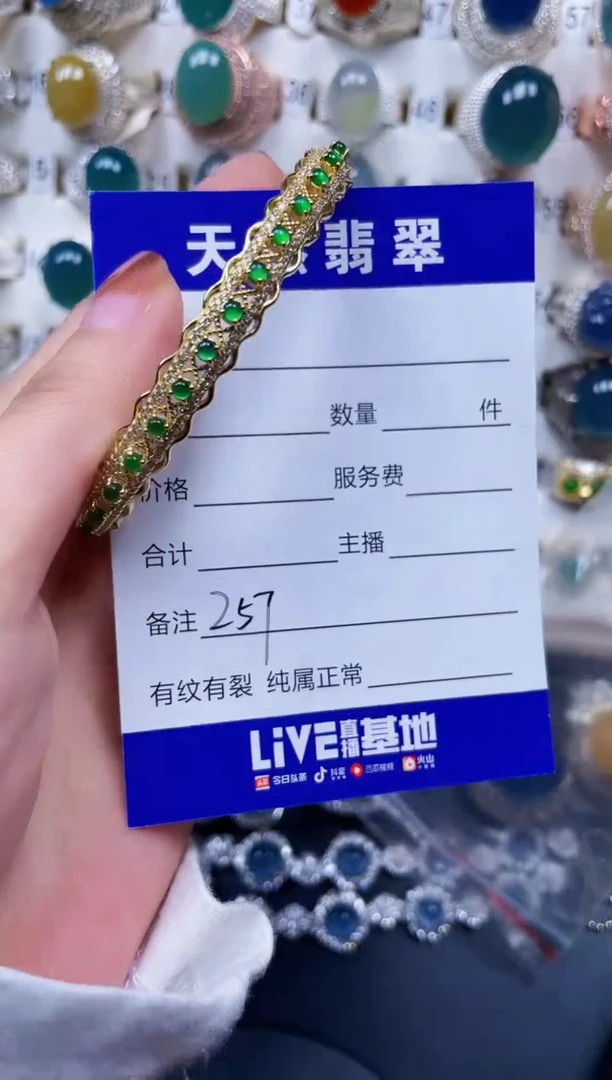 天 翡翠
数量 件
价格 服务费
合计 主播
备注 257
有纹有裂 纯属正常
LiVE直播基地
今日头条 抖音 西瓜视频 火山
47
57